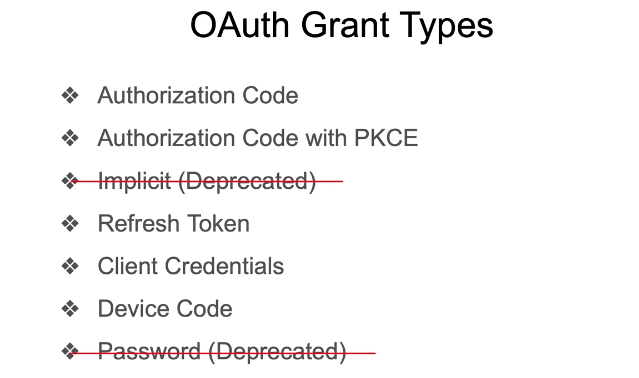 OAuth Grant Types
❖ Authorization Code
❖ Authorization Code with PKCE
❖ Implicit (Deprecated)
❖ Refresh Token
❖ Client Credentials
❖ Device Code
❖ Password (Deprecated)